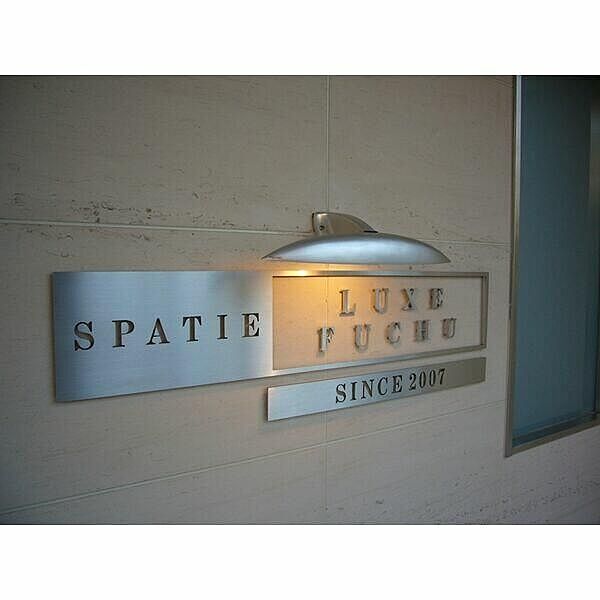 SPATIE
LUXE
FUCHU
SINCE 2007